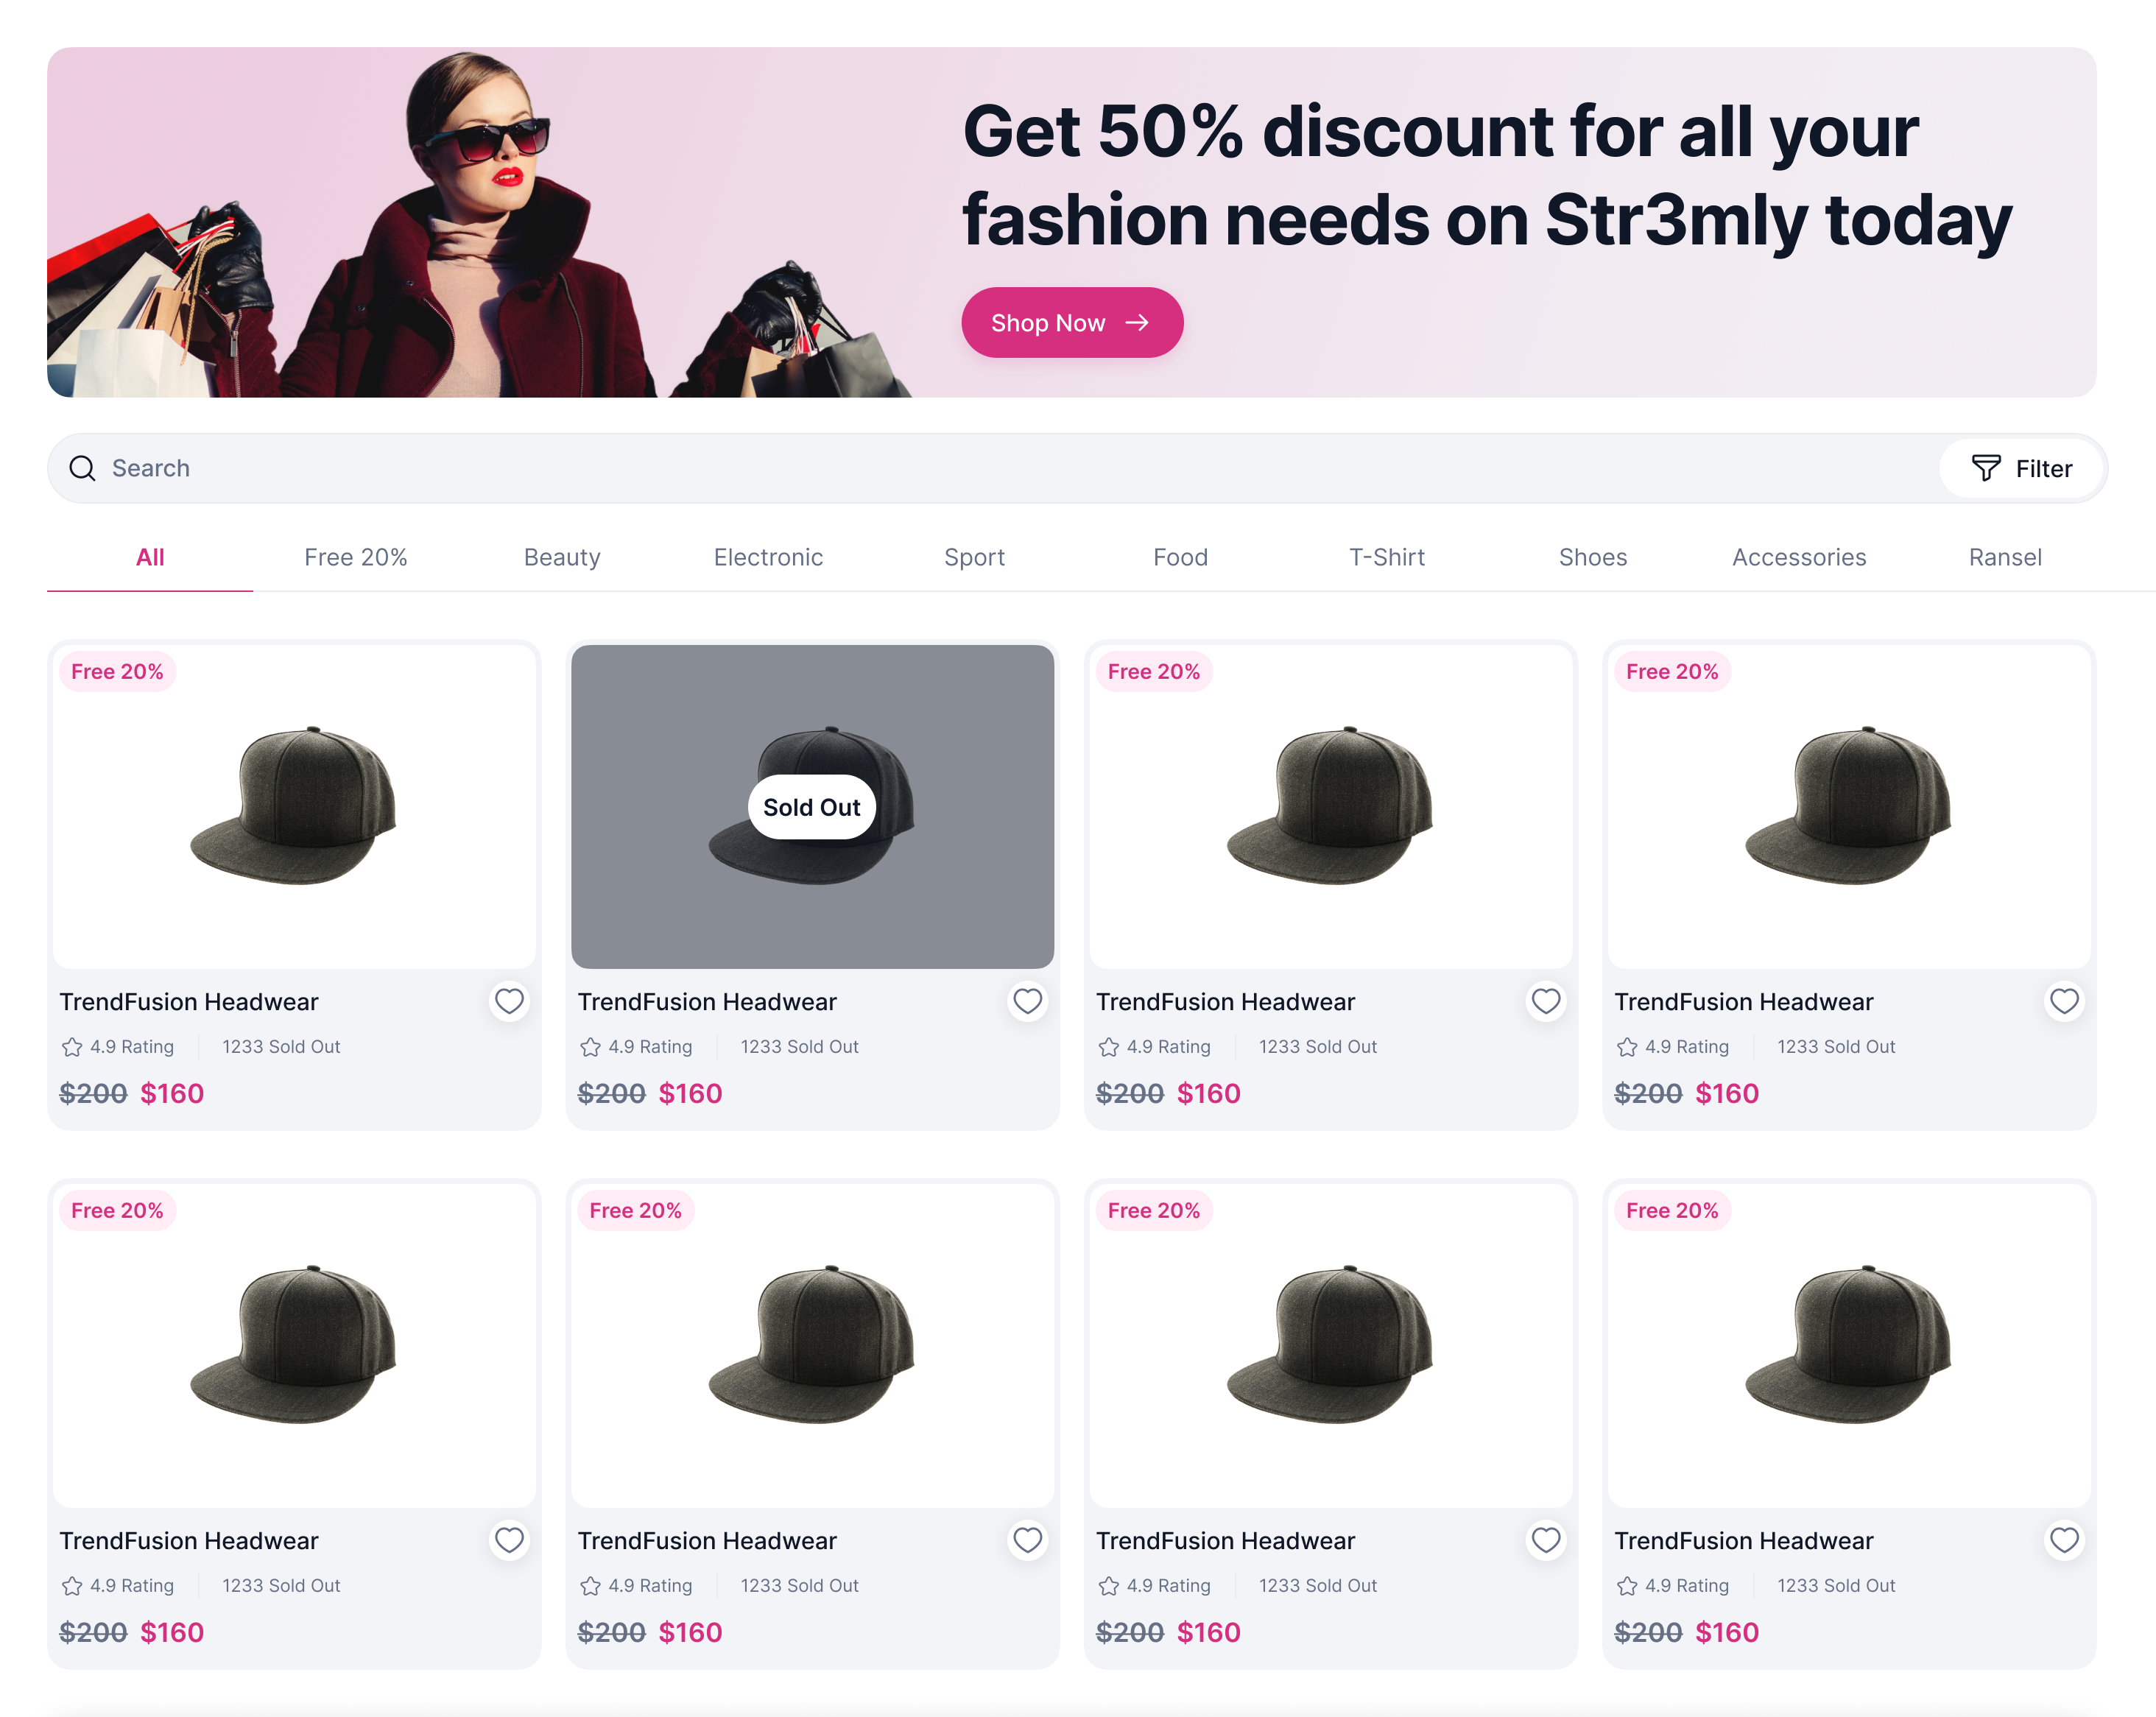 Get 50% discount for all your
fashion needs on Str3mly today
Shop Now
Search
Filter
All Free 20% Beauty Electronic Sport Food T-Shirt Shoes Accessories Ransel
Free 20% Free 20% Free 20%
Sold Out
TrendFusion Headwear TrendFusion Headwear TrendFusion Headwear TrendFusion Headwear
4.9 Rating 1233 Sold Out 4.9 Rating 1233 Sold Out 4.9 Rating 1233 Sold Out 4.9 Rating 1233 Sold Out
$200 $160 $200 $160 $200 $160 $200 $160
Free 20% Free 20% Free 20% Free 20%
TrendFusion Headwear TrendFusion Headwear TrendFusion Headwear TrendFusion Headwear
4.9 Rating 1233 Sold Out 4.9 Rating 1233 Sold Out 4.9 Rating 1233 Sold Out 4.9 Rating 1233 Sold Out
$200 $160 $200 $160 $200 $160 $200 $160